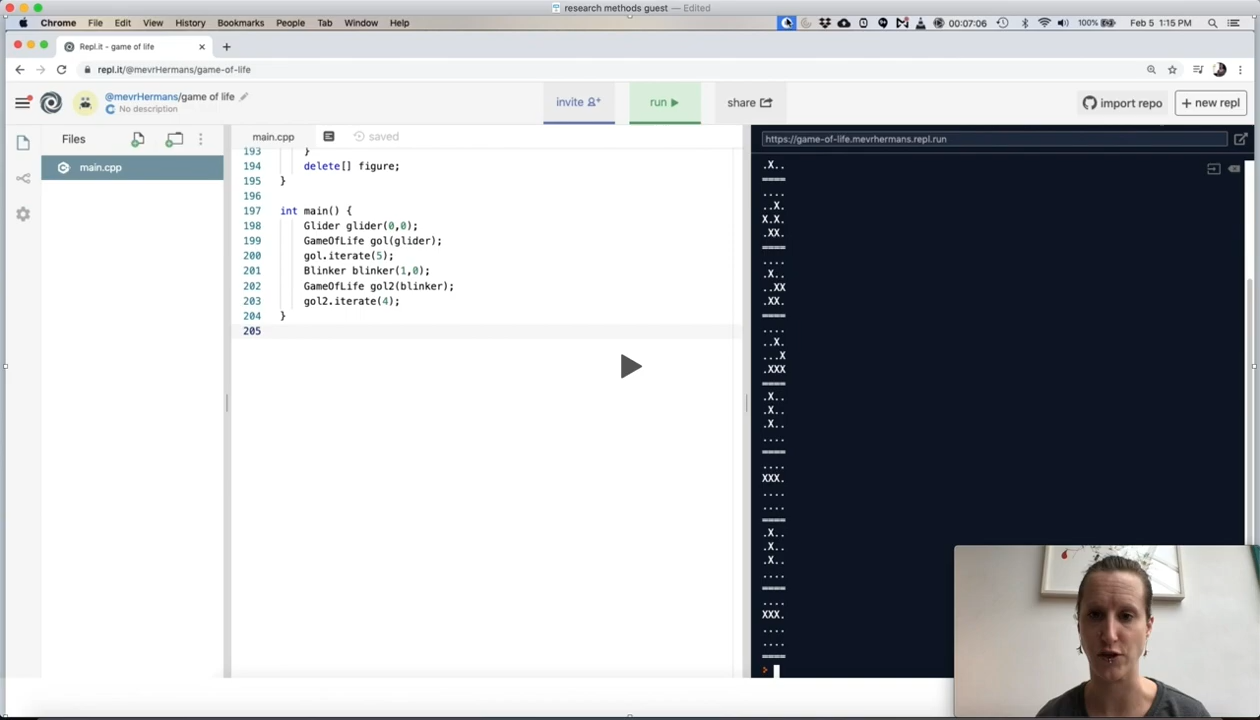 research methods guest — Edited
Chrome File Edit View History Bookmarks People Tab Window Help
00:07:06 100% Feb 5 1:15 PM
Repl.it - game of life
repl.it/@mevrHermans/game-of-life
@mevrHermans/game of life
No description
invite
run
share
import repo
+ new repl
Files
main.cpp
main.cpp
saved
193 }
194 delete[] figure;
195 }
196
197 int main() {
198 Glider glider(0,0);
199 GameOfLife gol(glider);
200 gol.iterate(5);
201 Blinker blinker(1,0);
202 GameOfLife gol2(blinker);
203 gol2.iterate(4);
204 }
205
https://game-of-life.mevrhermans.repl.run
.X..
====
....
..X.
X.X.
.XX.
====
....
.X..
..XX
.XX.
====
....
..X.
...X
.XXX
====
.X..
.X..
.X..
....
====
....
XXX.
....
....
====
.X..
.X..
.X..
....
====
....
XXX.
....
....
====
>